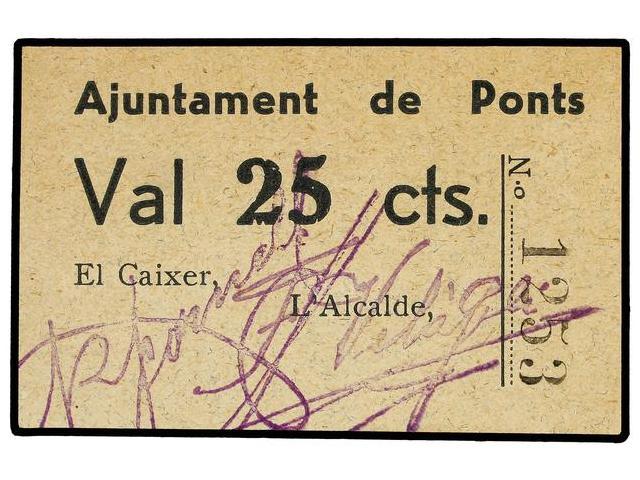 Ajuntament de Ponts
Val 25 cts.
El Caixer,
L'Alcalde,
N.o 1253